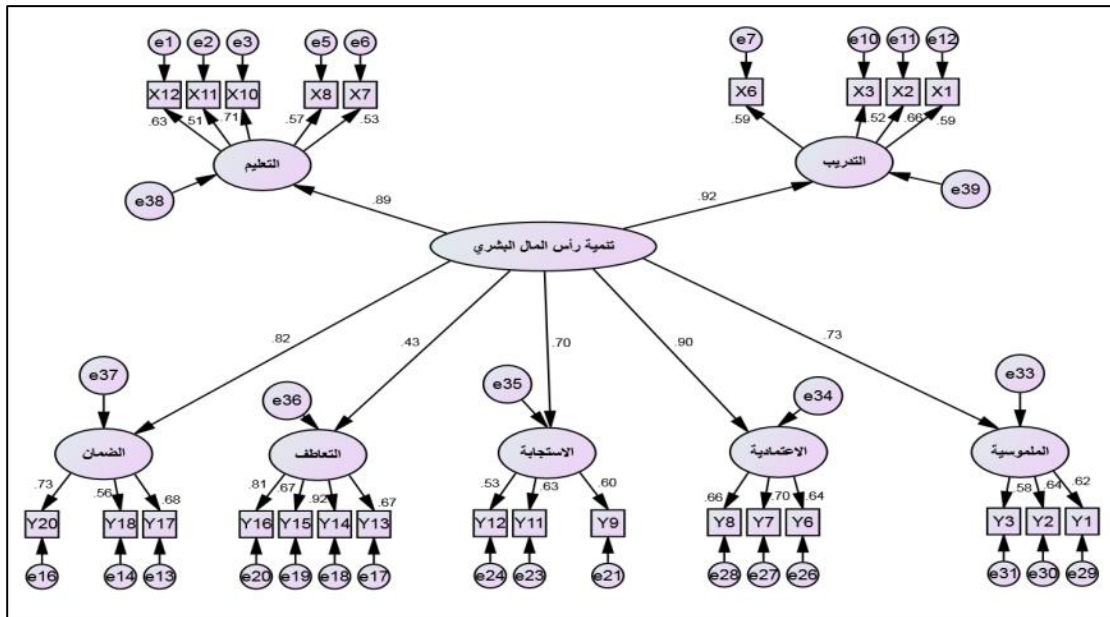 e1 e2 e3 e5 e6 e7 e10 e11 e12
X12 X11 X10 X8 X7 X6 X3 X2 X1
.63 .51 .71 .57 .53 .59 .52 .66 .59
التعليم التدريب
e38 e39
.89 .92
تنمية رأس المال البشري
.82 .43 .70 .90 .73
e37 e36 e35 e34 e33
الضمان التعاطف الاستجابة الاعتمادية الملموسية
.73 .56 .68 .81 .67 .92 .67 .53 .63 .60 .66 .70 .64 .58 .64 .62
Y20 Y18 Y17 Y16 Y15 Y14 Y13 Y12 Y11 Y9 Y8 Y7 Y6 Y3 Y2 Y1
e16 e14 e13 e20 e19 e18 e17 e24 e23 e21 e28 e27 e26 e31 e30 e29